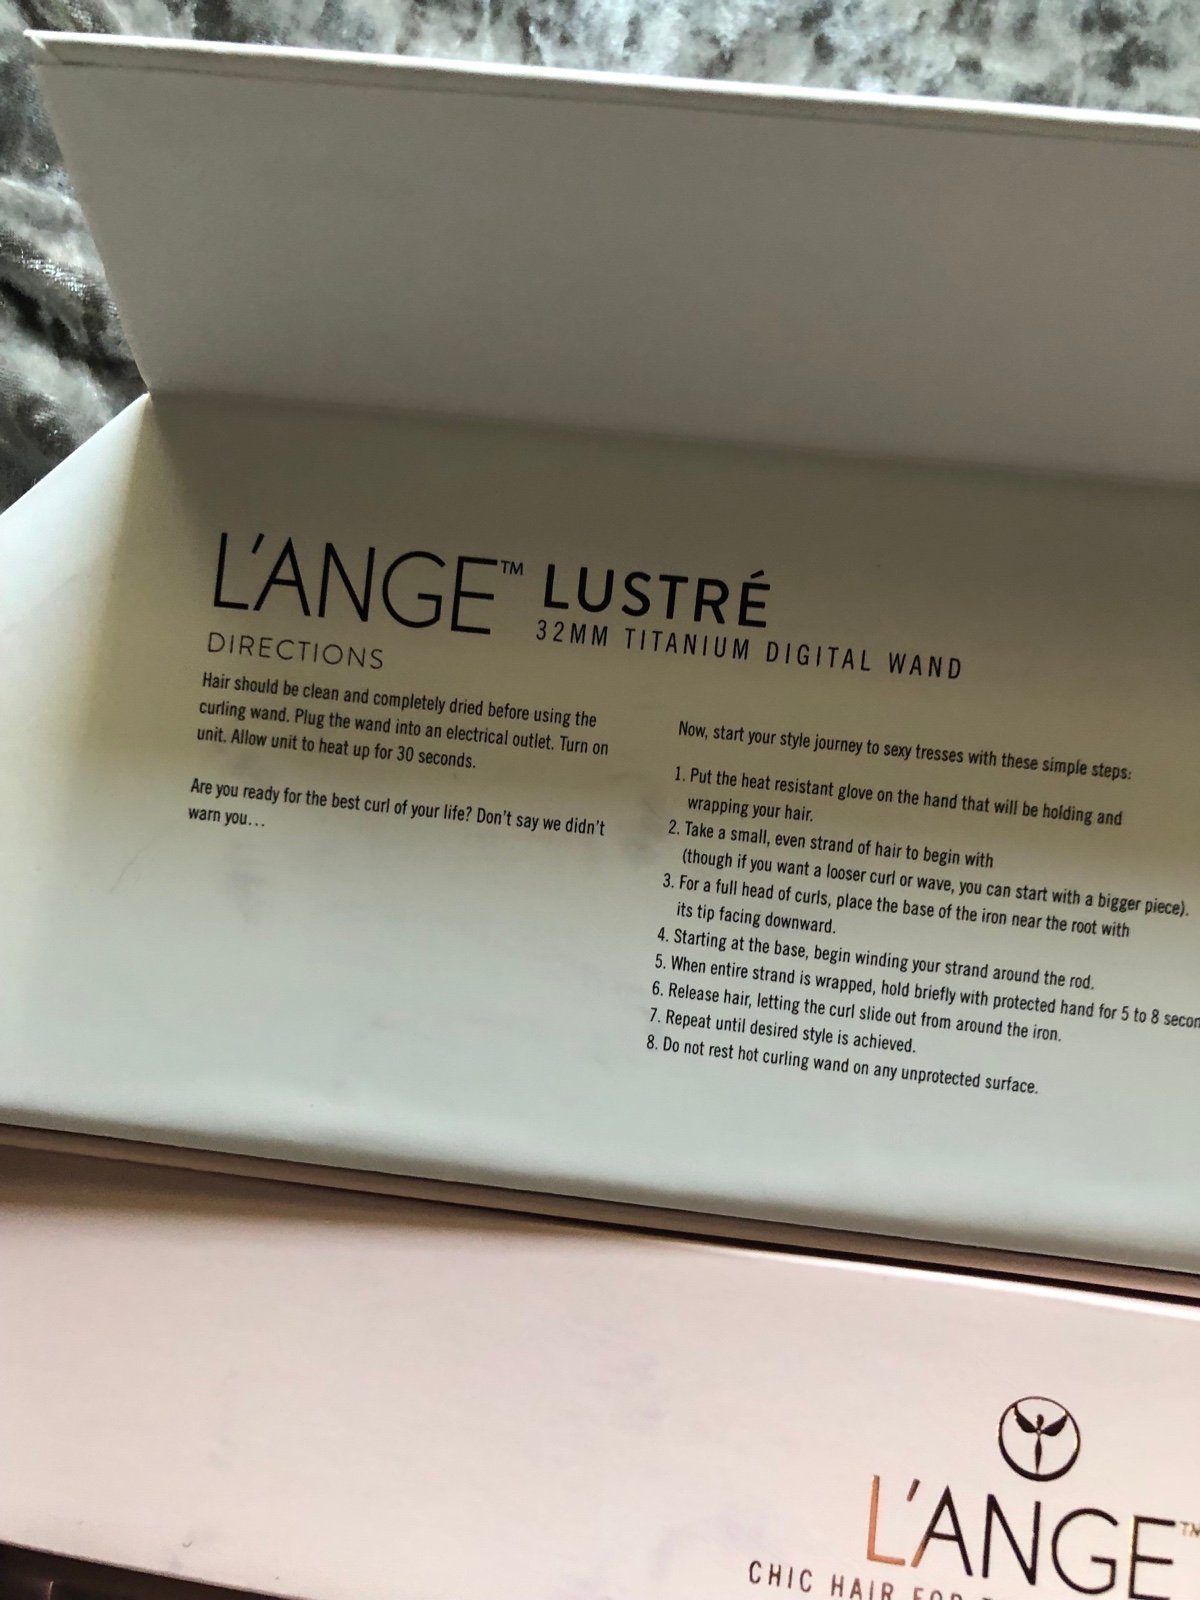 L'ANGE™ LUSTRÉ
32MM TITANIUM DIGITAL WAND
DIRECTIONS
Hair should be clean and completely dried before using the
curling wand. Plug the wand into an electrical outlet. Turn on
unit. Allow unit to heat up for 30 seconds.
Are you ready for the best curl of your life? Don't say we didn't
warn you...
Now, start your style journey to sexy tresses with these simple steps:
1. Put the heat resistant glove on the hand that will be holding and
wrapping your hair.
2. Take a small, even strand of hair to begin with
(though if you want a looser curl or wave, you can start with a bigger piece).
3. For a full head of curls, place the base of the iron near the root with
its tip facing downward.
4. Starting at the base, begin winding your strand around the rod.
5. When entire strand is wrapped, hold briefly with protected hand for 5 to 8
6. Release hair, letting the curl slide out from around the iron.
7. Repeat until desired style is achieved.
8. Do not rest hot curling wand on any unprotected surface.
L'ANGE™
CHIC HAIR FOR